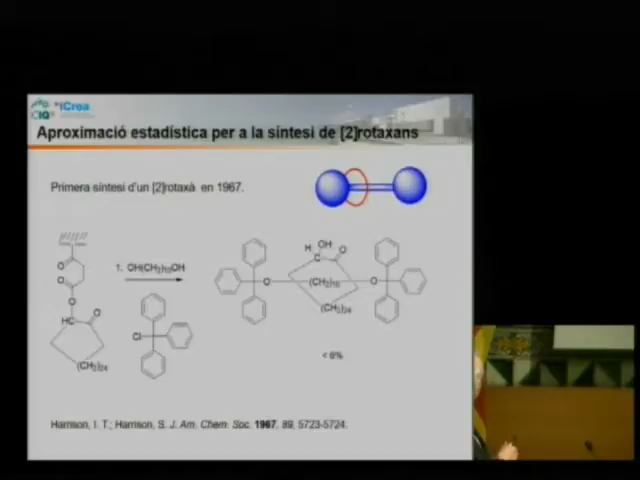 iCrea
CIQ
Aproximació estadística per a la síntesi de [2]rotaxans
Primera síntesi d'un [2]rotaxà en 1967.
1. OH(CH2)10OH
O
O
O
HC
O
(CH2)24
Cl
H
OH
C
O
O
(CH2)10
O
(CH2)24
< 6%
Harrison, I. T.; Harrison, S. J. Am. Chem. Soc. 1967, 89, 5723-5724.